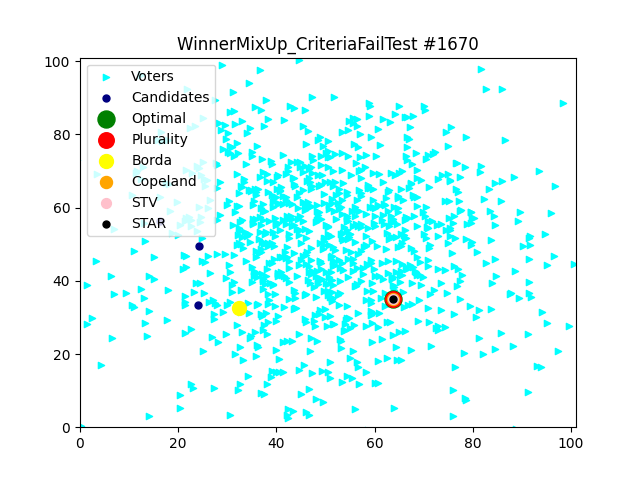 WinnerMixUp_CriteriaFailTest #1670
100
80
60
40
20
0
Voters
Candidates
Optimal
Plurality
Borda
Copeland
STV
STAR
0 20 40 60 80 100